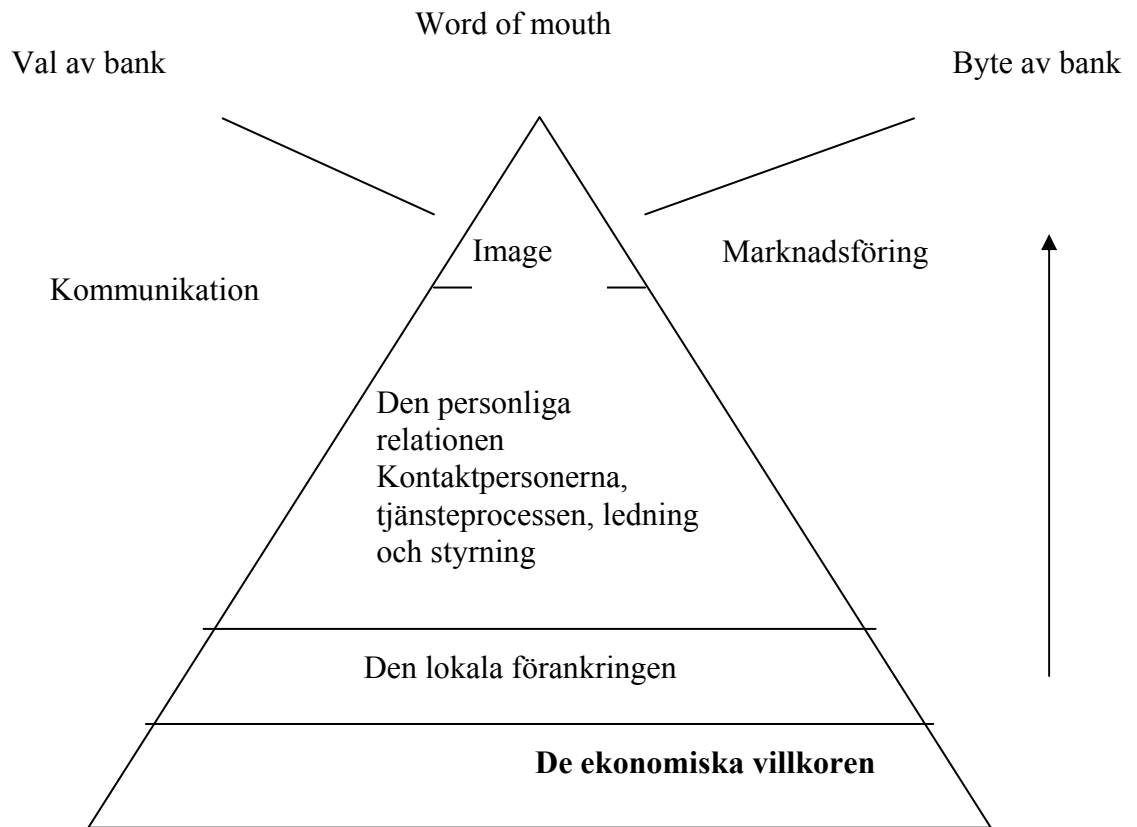 Word of mouth
Val av bank
Byte av bank
Image
Marknadsföring
Kommunikation
Den personliga
relationen
Kontaktpersonerna,
tjänsteprocessen, ledning
och styrning
Den lokala förankringen
De ekonomiska villkoren